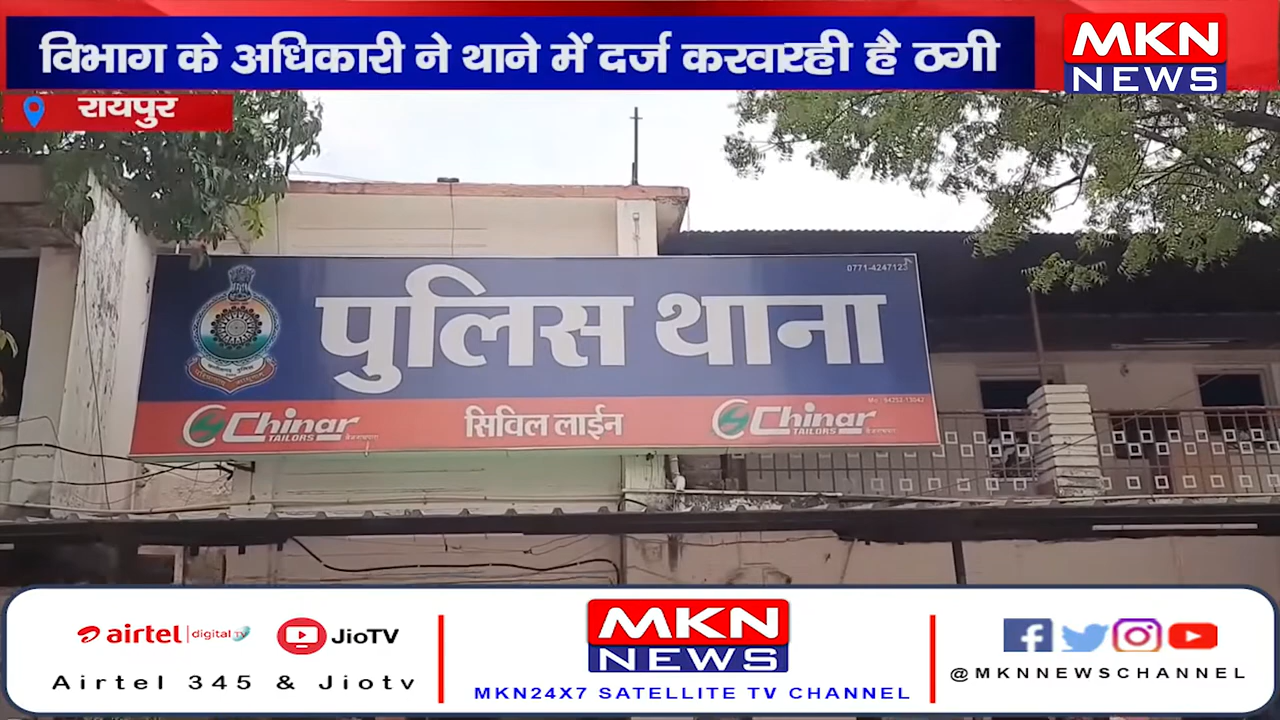 विभाग के अधिकारी ने थाने में दर्ज करवा रही है ठगी
MKN
NEWS
रायपुर
0771-4247123
पुलिस थाना
Chinar
TAILORS
सिविल लाईन
Chinar
TAILORS
airtel digital TV
JioTV
Airtel 345 & Jiotv
MKN
NEWS
MKN24X7 SATELLITE TV CHANNEL
@MKNNEWSCHANNEL